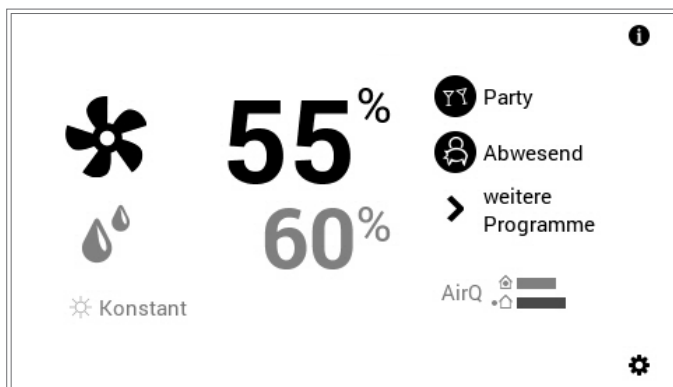 55%
Party
Abwesend
60%
weitere
Programme
Konstant
AirQ